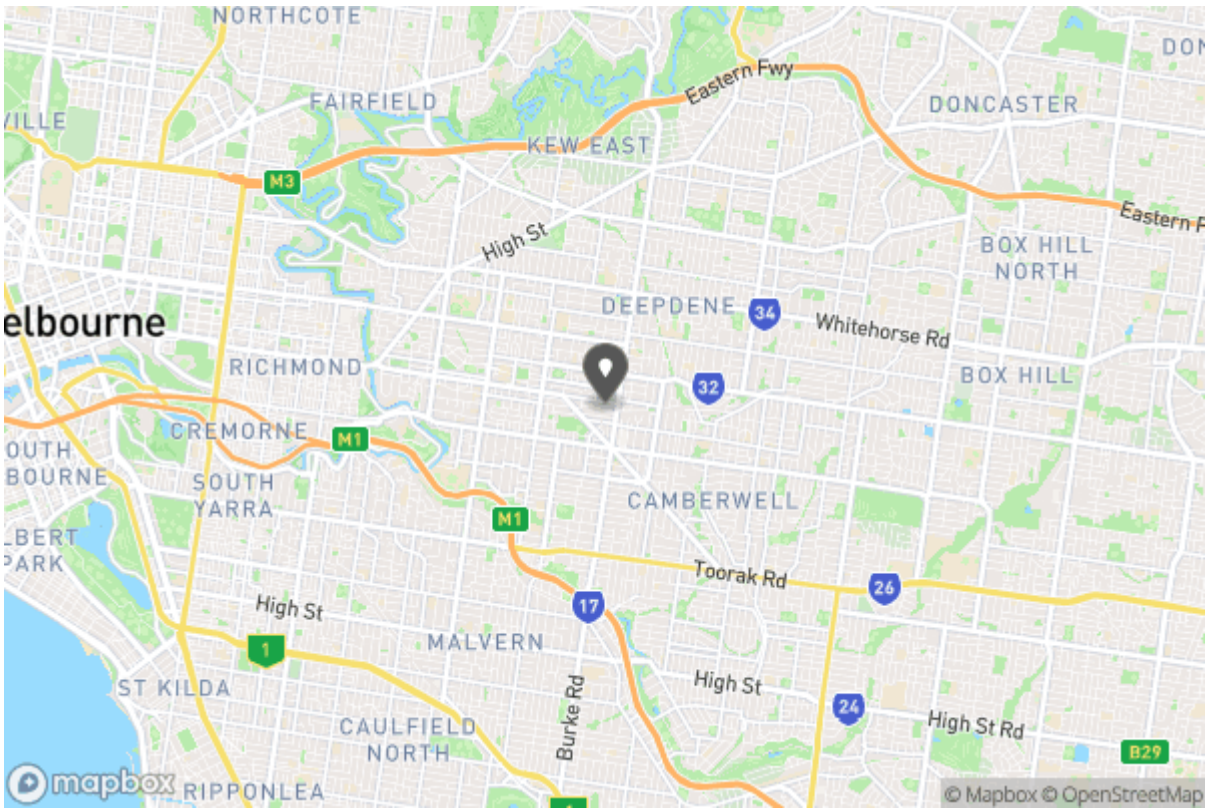 NORTHCOTE
DON
Eastern Fwy
FAIRFIELD
DONCASTER
VILLE
KEW EAST
M3
Eastern F
High St
BOX HILL
NORTH
DEEPDENE
34
elbourne
Whitehorse Rd
RICHMOND
BOX HILL
32
CREMORNE
M1
OUTH
BOURNE
SOUTH
YARRA
CAMBERWELL
M1
LBERT
PARK
Toorak Rd
26
High St
17
MALVERN
1
ST KILDA
High St
24
CAULFIELD
NORTH
Burke Rd
High St Rd
B29
mapbox
RIPPONLEA
© Mapbox © OpenStreetMap